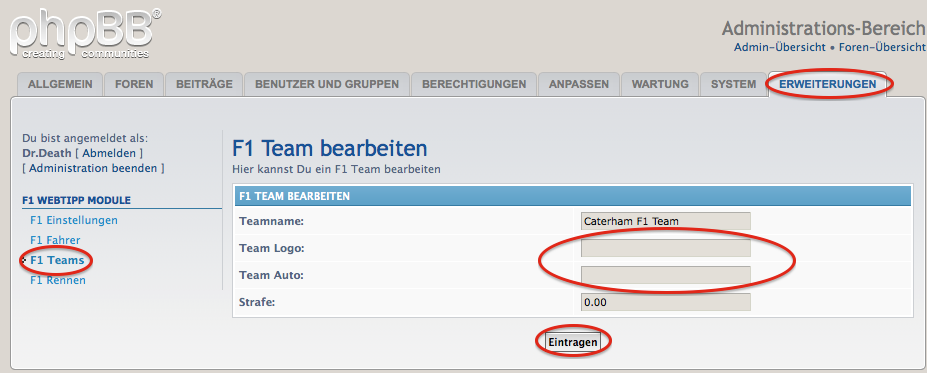 phpBB®
creating communities
Administrations-Bereich
Admin-Übersicht • Foren-Übersicht
ALLGEMEIN FOREN BEITRÄGE BENUTZER UND GRUPPEN BERECHTIGUNGEN ANPASSEN WARTUNG SYSTEM ERWEITERUNGEN
Du bist angemeldet als:
Dr.Death [ Abmelden ]
[ Administration beenden ]
F1 WEBTIPP MODULE
F1 Einstellungen
F1 Fahrer
F1 Teams
F1 Rennen
F1 Team bearbeiten
Hier kannst Du ein F1 Team bearbeiten
F1 TEAM BEARBEITEN
Teamname: Caterham F1 Team
Team Logo:
Team Auto:
Strafe: 0.00
Eintragen